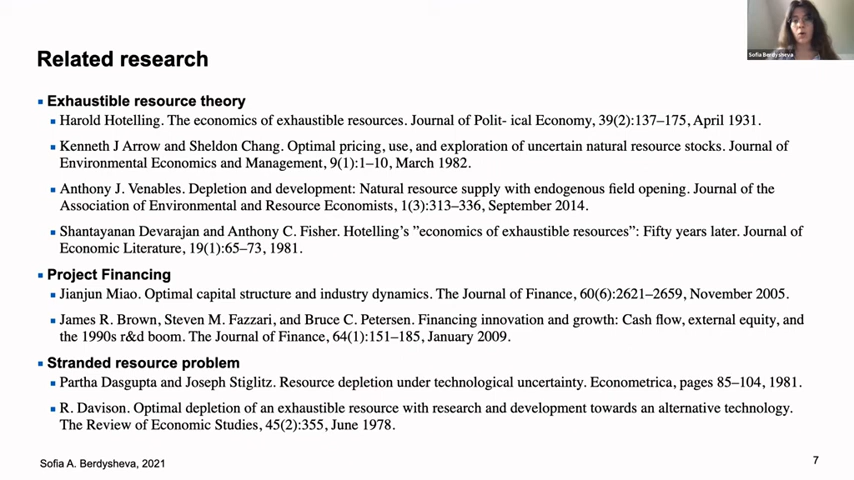 Sofia Berdysheva
Related research
Exhaustible resource theory
Harold Hotelling. The economics of exhaustible resources. Journal of Polit- ical Economy, 39(2):137–175, April 1931.
Kenneth J Arrow and Sheldon Chang. Optimal pricing, use, and exploration of uncertain natural resource stocks. Journal of
Environmental Economics and Management, 9(1):1–10, March 1982.
Anthony J. Venables. Depletion and development: Natural resource supply with endogenous field opening. Journal of the
Association of Environmental and Resource Economists, 1(3):313–336, September 2014.
Shantayanan Devarajan and Anthony C. Fisher. Hotelling's ”economics of exhaustible resources”: Fifty years later. Journal of
Economic Literature, 19(1):65–73, 1981.
Project Financing
Jianjun Miao. Optimal capital structure and industry dynamics. The Journal of Finance, 60(6):2621–2659, November 2005.
James R. Brown, Steven M. Fazzari, and Bruce C. Petersen. Financing innovation and growth: Cash flow, external equity, and
the 1990s r&d boom. The Journal of Finance, 64(1):151–185, January 2009.
Stranded resource problem
Partha Dasgupta and Joseph Stiglitz. Resource depletion under technological uncertainty. Econometrica, pages 85–104, 1981.
R. Davison. Optimal depletion of an exhaustible resource with research and development towards an alternative technology.
The Review of Economic Studies, 45(2):355, June 1978.
Sofia A. Berdysheva, 2021
7